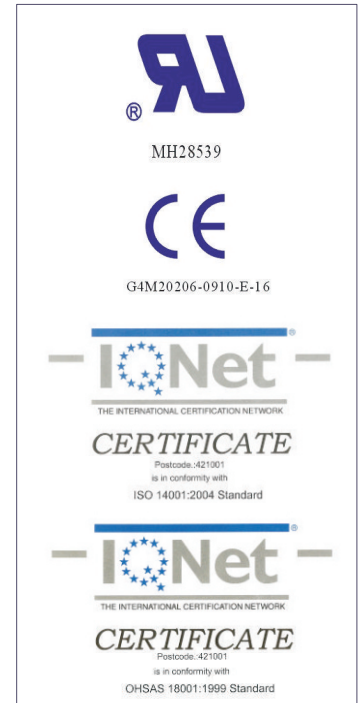 RU
®
MH28539
CE
G4M20206-0910-E-16
®
IQNet
THE INTERNATIONAL CERTIFICATION NETWORK
CERTIFICATE
Postcode.:421001
is in conformity with
ISO 14001:2004 Standard
®
IQNet
THE INTERNATIONAL CERTIFICATION NETWORK
CERTIFICATE
Postcode.:421001
is in conformity with
OHSAS 18001:1999 Standard